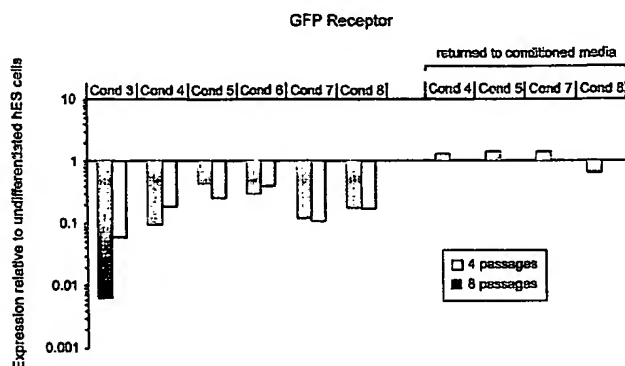 GFP Receptor
returned to conditioned media
Cond 3 Cond 4 Cond 5 Cond 6 Cond 7 Cond 8 Cond 4 Cond 5 Cond 7 Cond 8
10
1
0.1
0.01
0.001
Expression relative to undifferentiated hES cells
4 passages
8 passages